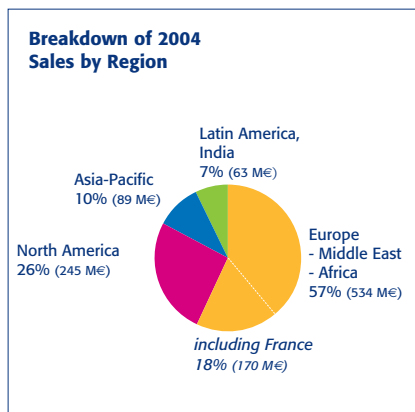 Breakdown of 2004
Sales by Region
Latin America,
India
7% (63 M€)
Asia-Pacific
10% (89 M€)
North America
26% (245 M€)
Europe
- Middle East
- Africa
57% (534 M€)
including France
18% (170 M€)